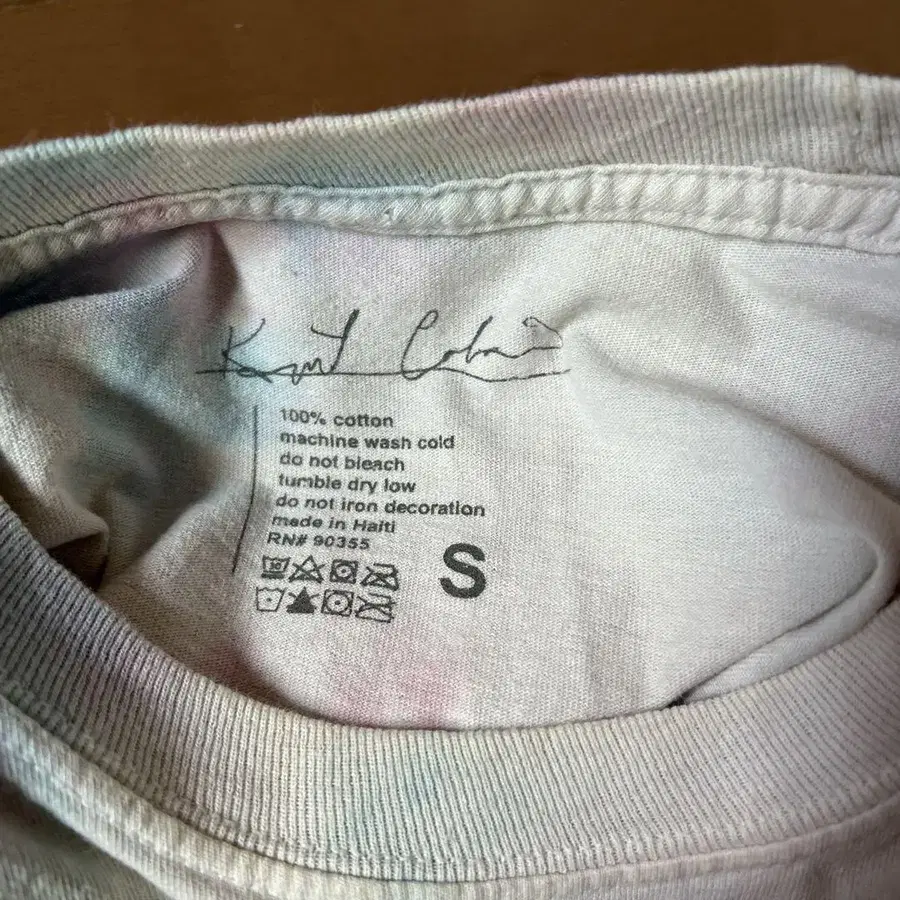 Kurt Cobain
100% cotton
machine wash cold
do not bleach
tumble dry low
do not iron decoration
made in Haiti
RN# 90355
S